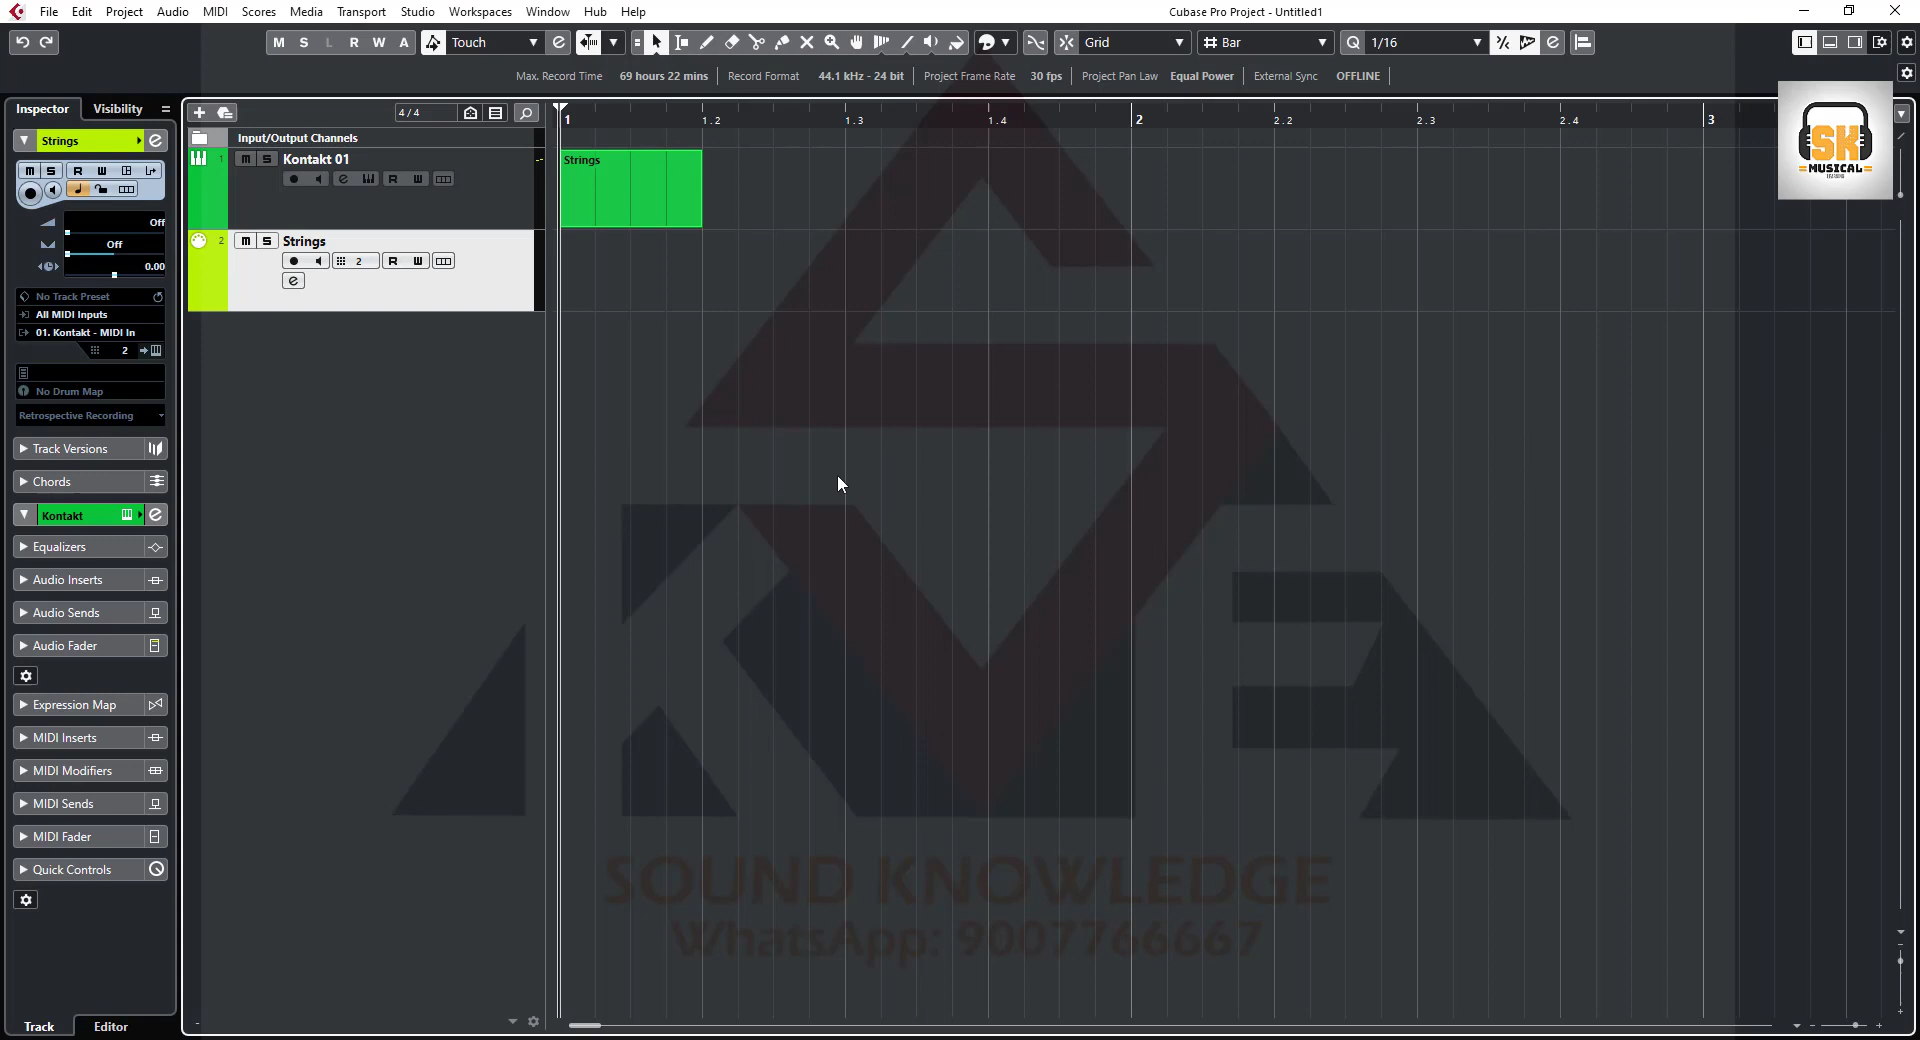 File Edit Project Audio MIDI Scores Media Transport Studio Workspaces Window Hub Help
Cubase Pro Project - Untitled1
M S L R W A Touch
Grid
Bar
Q 1/16
Max. Record Time 69 hours 22 mins Record Format 44.1 kHz - 24 bit Project Frame Rate 30 fps Project Pan Law Equal Power External Sync OFFLINE
Inspector Visibility
4/4
1 1.2 1.3 1.4 2 2.2 2.3 2.4 3
SK
MUSICAL
Strings
Input/Output Channels
1 M S Kontakt 01
R W
Strings
M S R W
Off
Off
0.00
2 M S Strings
2 R W
No Track Preset
All MIDI Inputs
01. Kontakt - MIDI In
2
No Drum Map
Retrospective Recording
Track Versions
Chords
Kontakt
Equalizers
Audio Inserts
Audio Sends
Audio Fader
Expression Map
MIDI Inserts
MIDI Modifiers
MIDI Sends
MIDI Fader
Quick Controls
Track Editor
SOUND KNOWLEDGE
WhatsApp: 9007766667